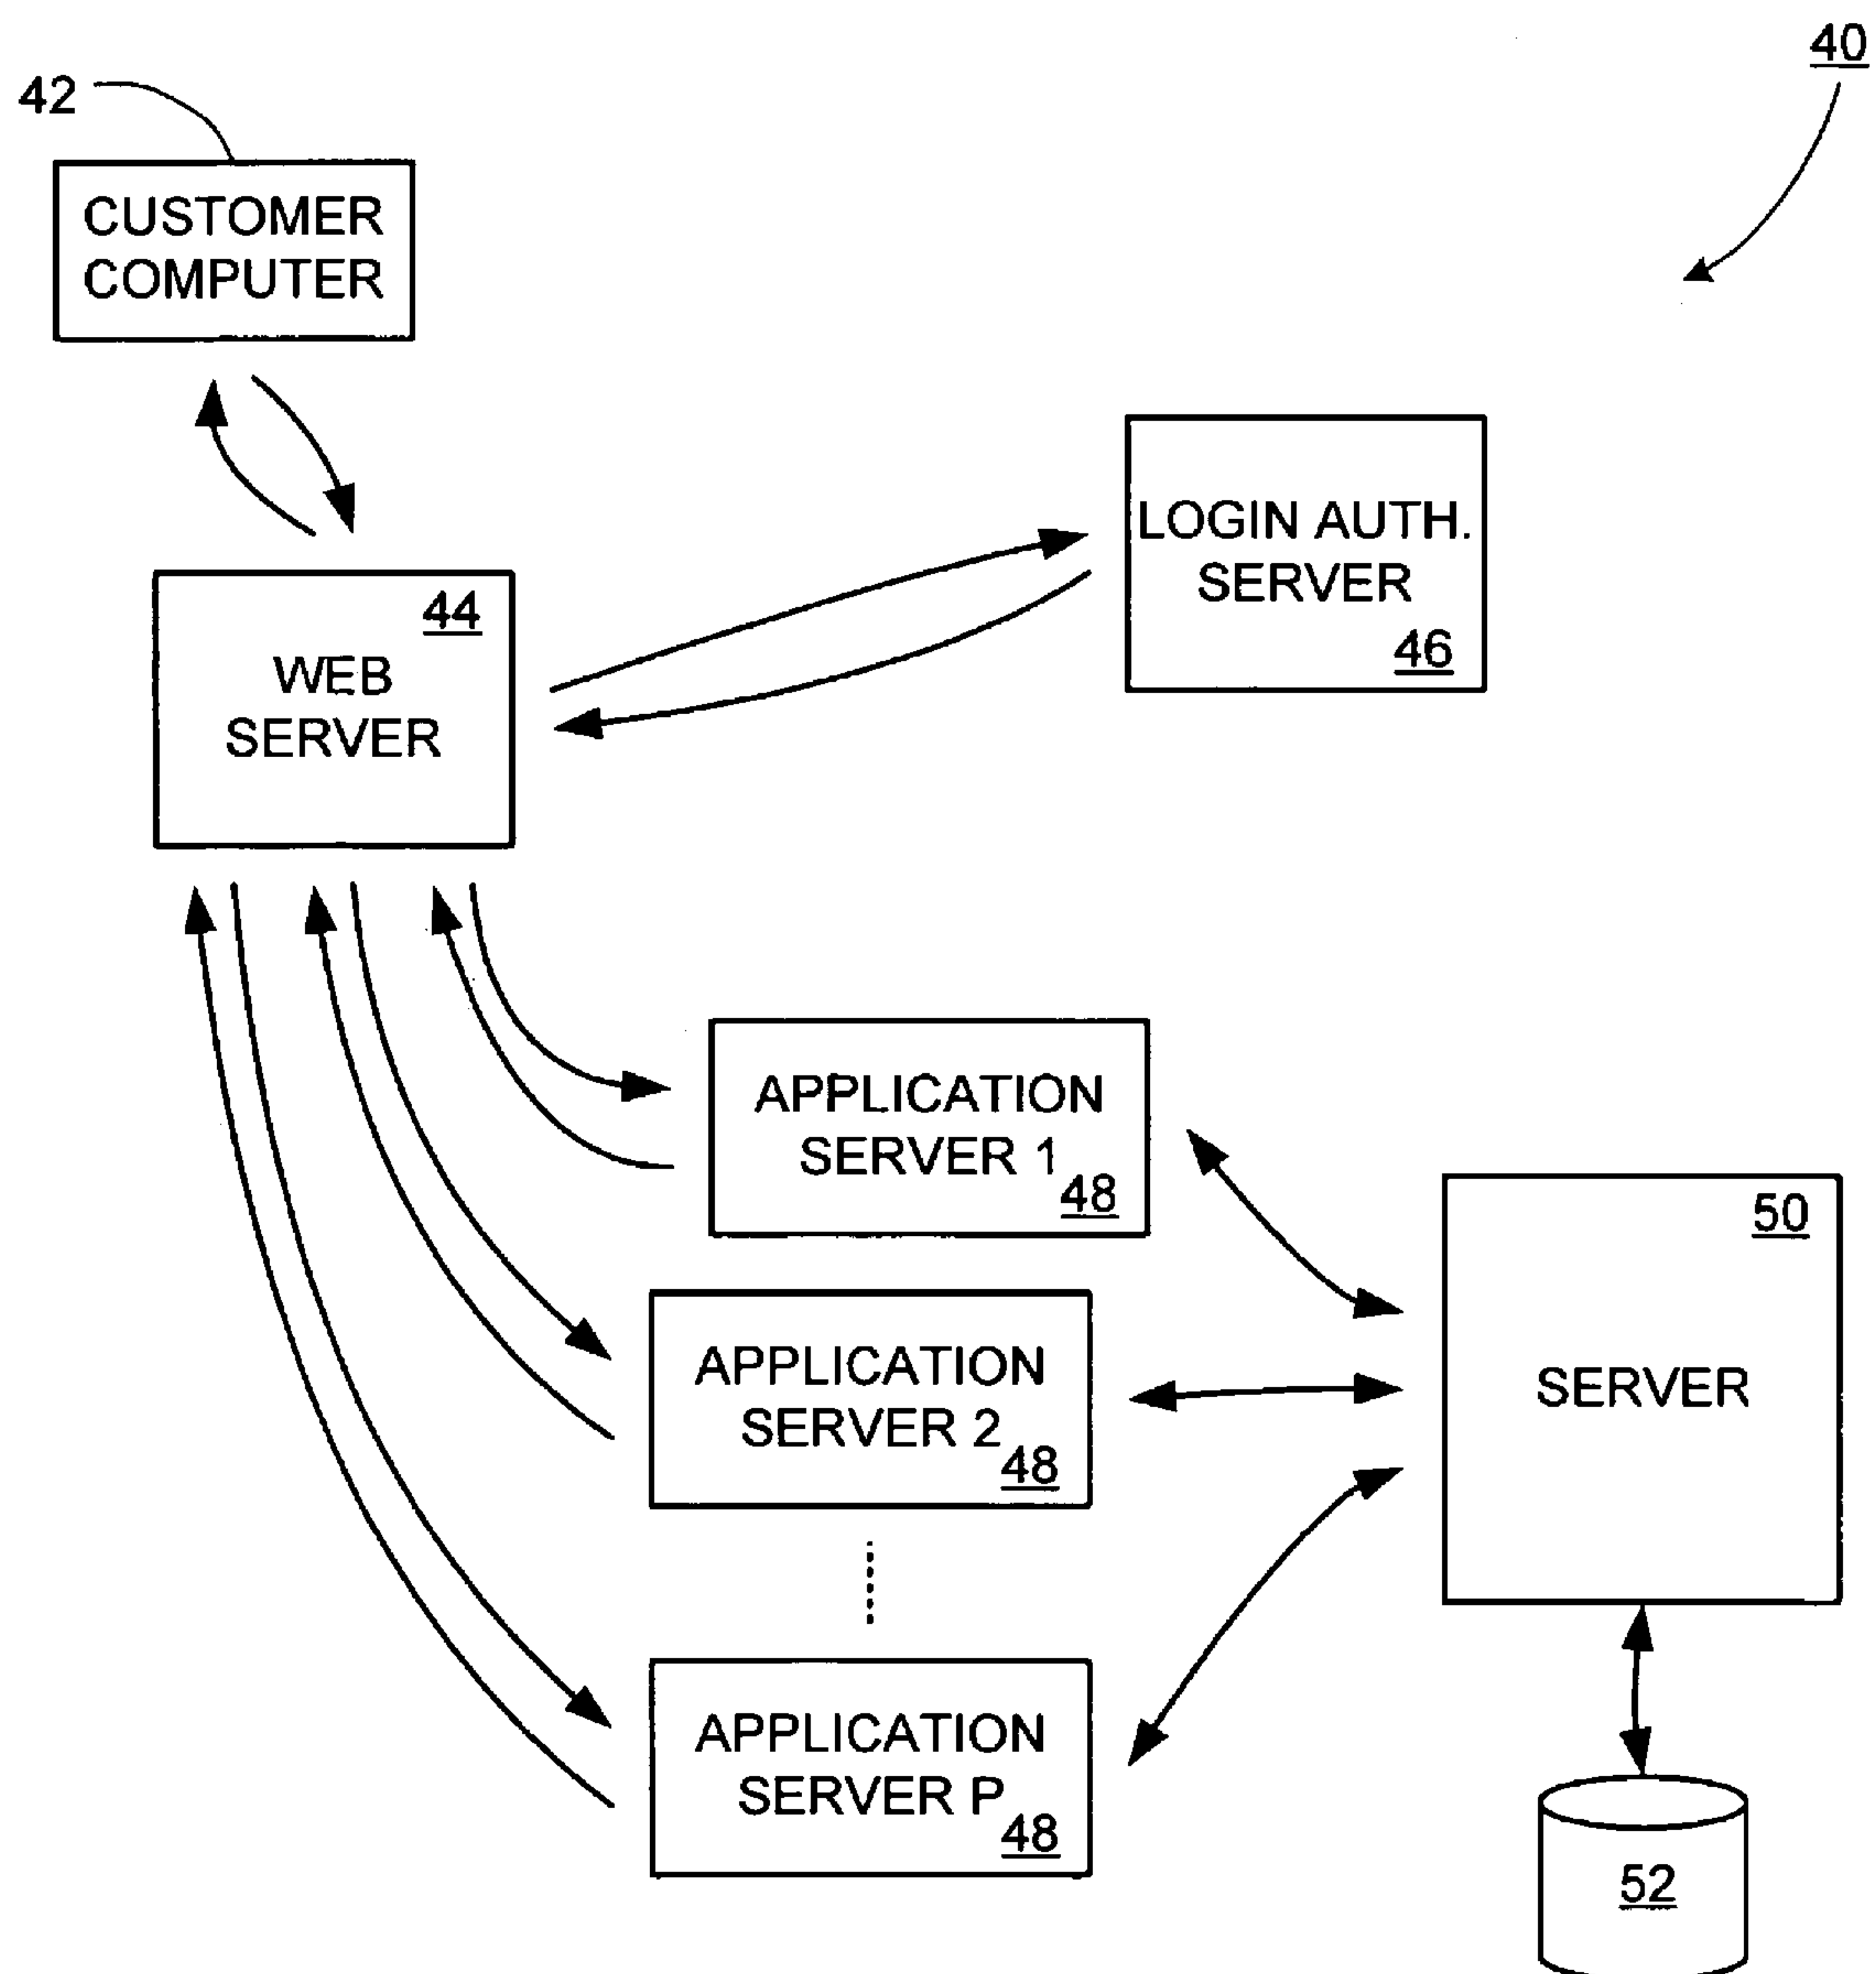 40
42
CUSTOMER
COMPUTER
LOGIN AUTH.
SERVER
46
44
WEB
SERVER
APPLICATION
SERVER 1
48
50
SERVER
APPLICATION
SERVER 2
48
APPLICATION
SERVER P
48
52